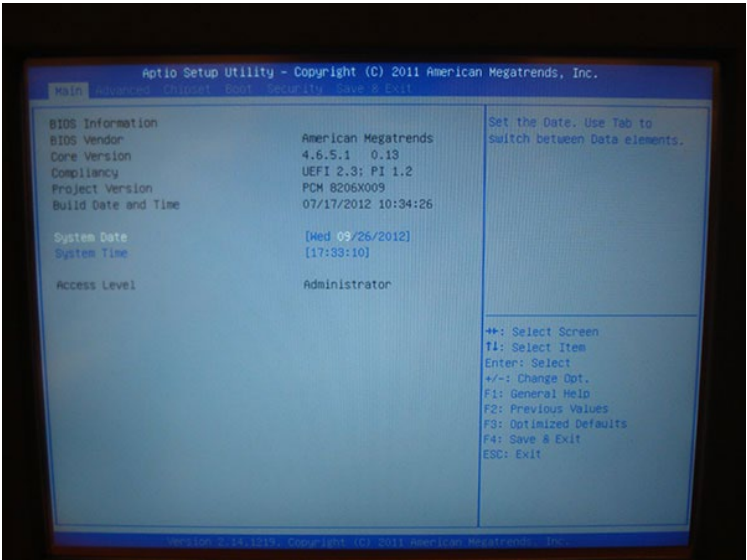 Aptio Setup Utility - Copyright (C) 2011 American Megatrends, Inc.
Main Advanced Chipset Boot Security Save & Exit
BIOS Information
BIOS Vendor American Megatrends
Core Version 4.6.5.1 0.13
Compliancy UEFI 2.3; PI 1.2
Project Version PCM 8206X009
Build Date and Time 07/17/2012 10:34:26
System Date [Wed 09/26/2012]
System Time [17:33:10]
Access Level Administrator
Set the Date. Use Tab to
switch between Data elements.
→←: Select Screen
↑↓: Select Item
Enter: Select
+/-: Change Opt.
F1: General Help
F2: Previous Values
F3: Optimized Defaults
F4: Save & Exit
ESC: Exit
Version 2.14.1219. Copyright (C) 2011 American Megatrends, Inc.